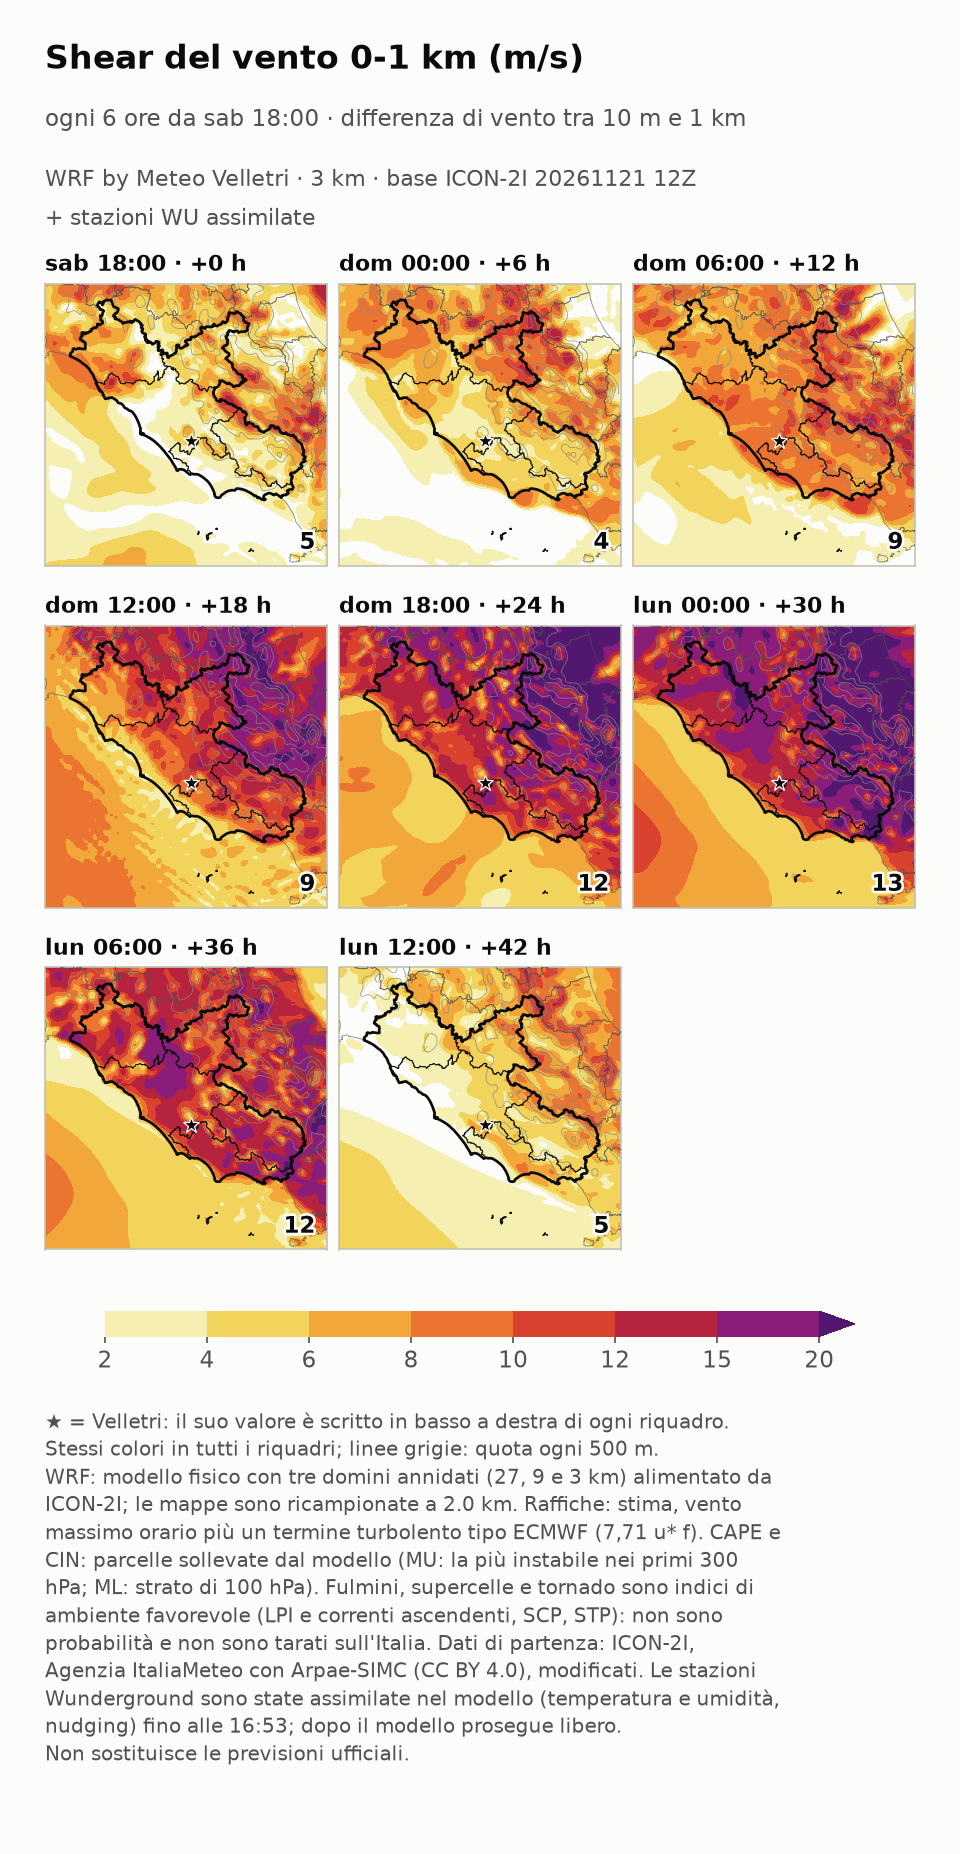 Shear del vento 0-1 km (m/s)
ogni 6 ore da sab 18:00 · differenza di vento tra 10 m e 1 km
WRF by Meteo Velletri · 3 km · base ICON-2I 20261121 12Z
+ stazioni WU assimilate
sab 18:00 · +0 h
dom 00:00 · +6 h
dom 06:00 · +12 h
5
4
9
dom 12:00 · +18 h
dom 18:00 · +24 h
lun 00:00 · +30 h
9
12
13
lun 06:00 · +36 h
lun 12:00 · +42 h
12
5
2 4 6 8 10 12 15 20
★ = Velletri: il suo valore è scritto in basso a destra di ogni riquadro.
Stessi colori in tutti i riquadri; linee grigie: quota ogni 500 m.
WRF: modello fisico con tre domini annidati (27, 9 e 3 km) alimentato da
ICON-2I; le mappe sono ricampionate a 2.0 km. Raffiche: stima, vento
massimo orario più un termine turbolento tipo ECMWF (7,71 u* f). CAPE e
CIN: parcelle sollevate dal modello (MU: la più instabile nei primi 300
hPa; ML: strato di 100 hPa). Fulmini, supercelle e tornado sono indici di
ambiente favorevole (LPI e correnti ascendenti, SCP, STP): non sono
probabilità e non sono tarati sull'Italia. Dati di partenza: ICON-2I,
Agenzia ItaliaMeteo con Arpae-SIMC (CC BY 4.0), modificati. Le stazioni
Wunderground sono state assimilate nel modello (temperatura e umidità,
nudging) fino alle 16:53; dopo il modello prosegue libero.
Non sostituisce le previsioni ufficiali.